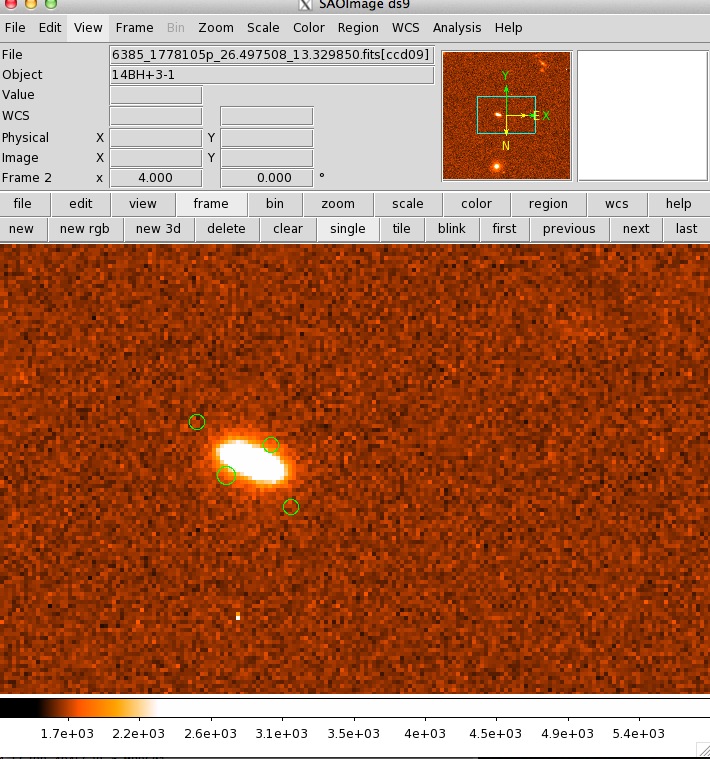 SAOImage ds9
File Edit View Frame Bin Zoom Scale Color Region WCS Analysis Help
File 6385_1778105p_26.497508_13.329850.fits[ccd09]
Object 14BH+3-1
Value
WCS
Physical X Y
Image X Y
Frame 2 x 4.000 0.000 °
Y
E X
N
file edit view frame bin zoom scale color region wcs help
new new rgb new 3d delete clear single tile blink first previous next last
1.7e+03 2.2e+03 2.6e+03 3.1e+03 3.5e+03 4e+03 4.5e+03 4.9e+03 5.4e+03